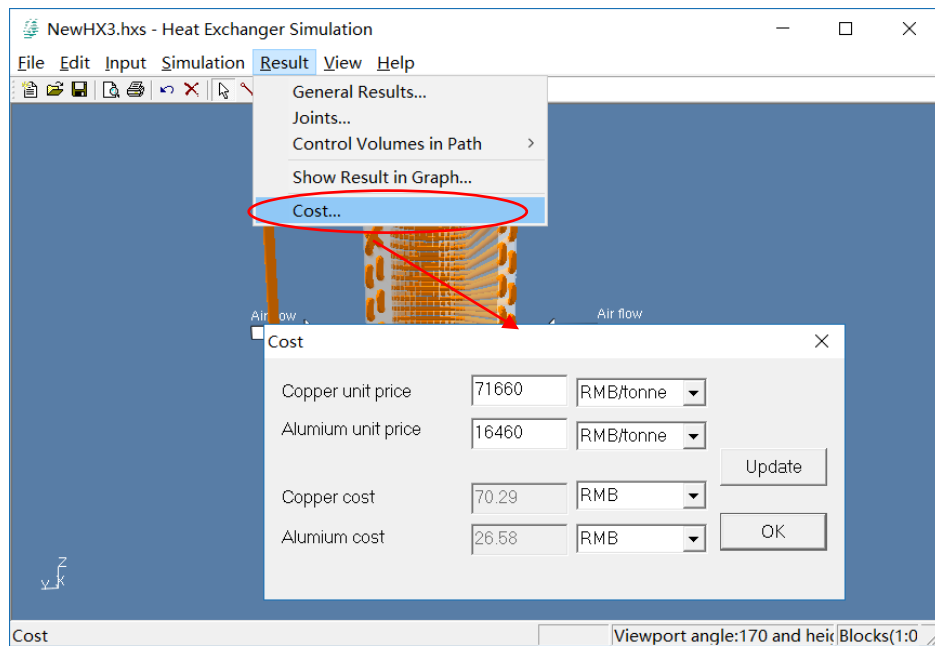 NewHX3.hxs - Heat Exchanger Simulation
File Edit Input Simulation Result View Help
General Results...
Joints...
Control Volumes in Path
Show Result in Graph...
Cost...
Air flow
Cost
Copper unit price 71660 RMB/tonne
Alumium unit price 16460 RMB/tonne
Update
Copper cost 70.29 RMB
Alumium cost 26.58 RMB
OK
Z
Y X
Cost Viewport angle:170 and Blocks(1:0